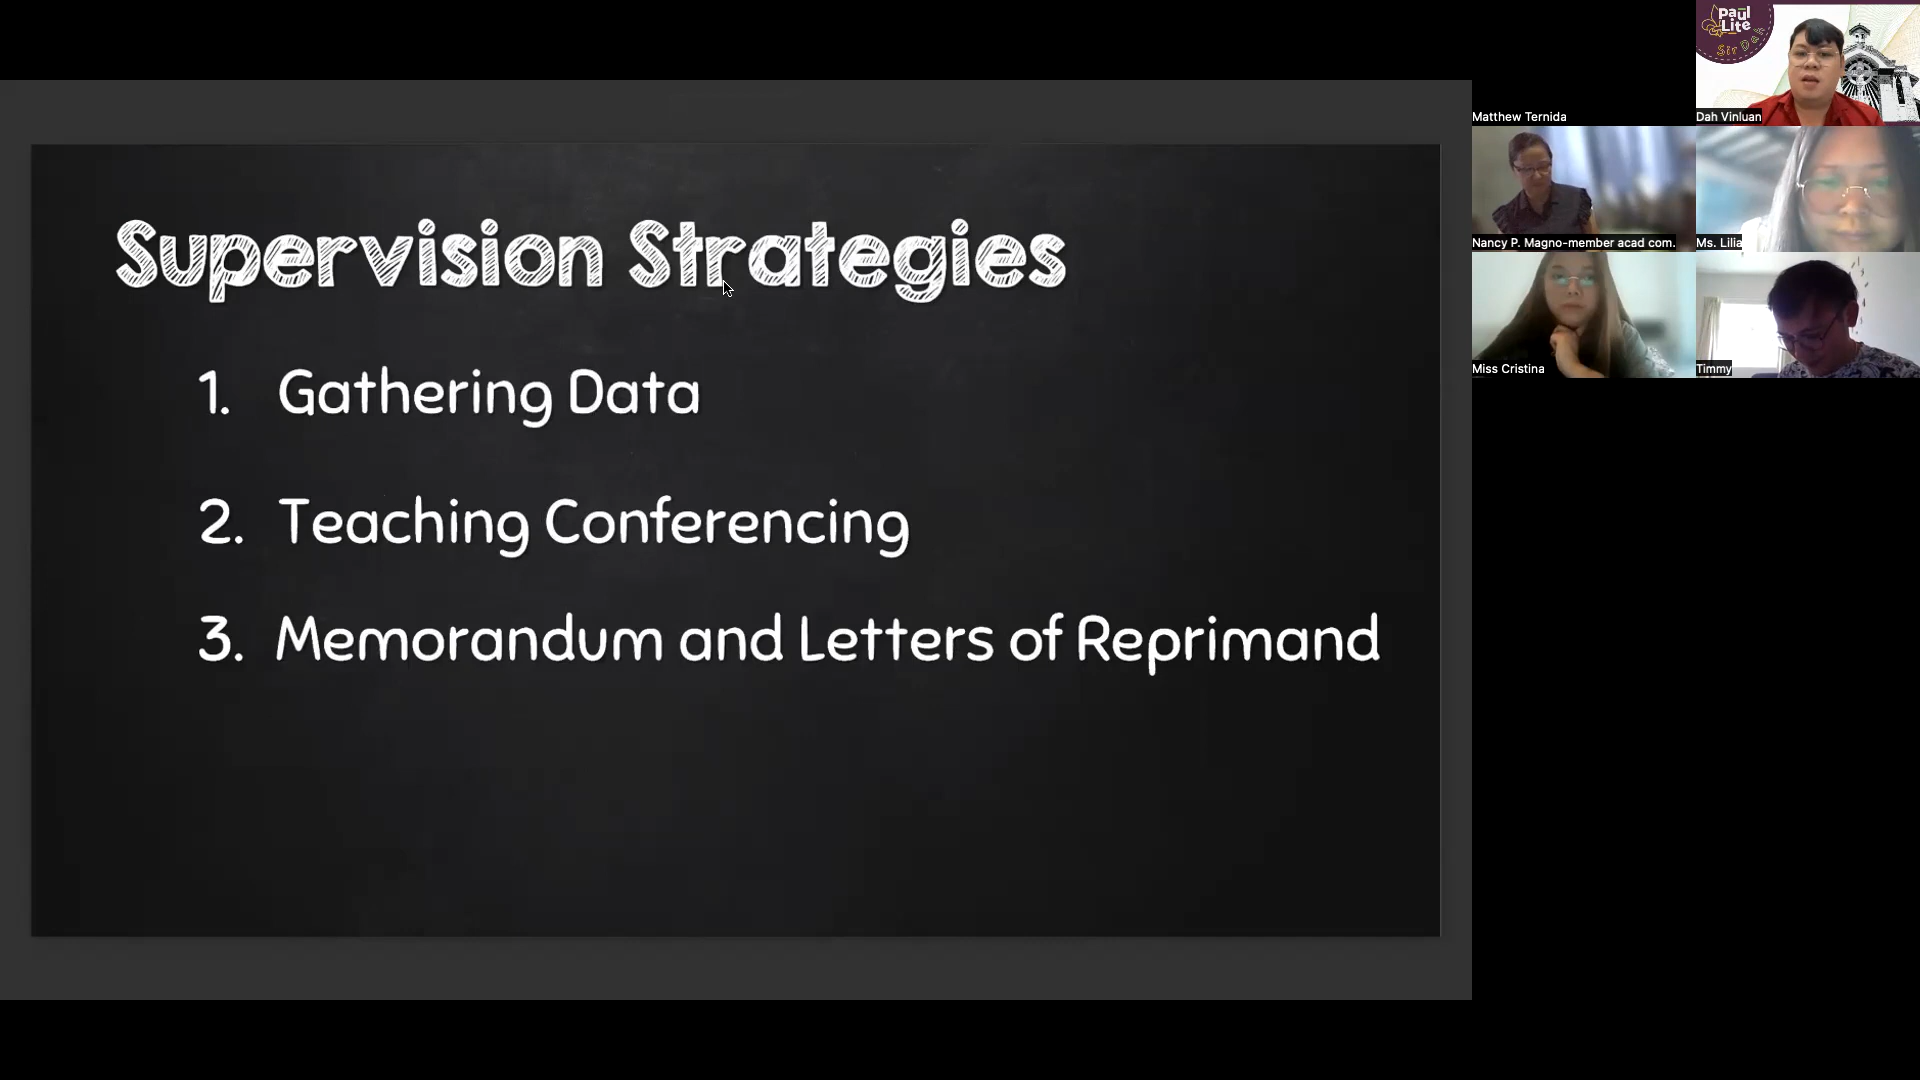 Supervision Strategies
1. Gathering Data
2. Teaching Conferencing
3. Memorandum and Letters of Reprimand
Paul
Lite
Sir Dah
Matthew Ternida
Dah Vinluan
Nancy P. Magno-member acad com.
Ms. Lilia
Miss Cristina
Timmy